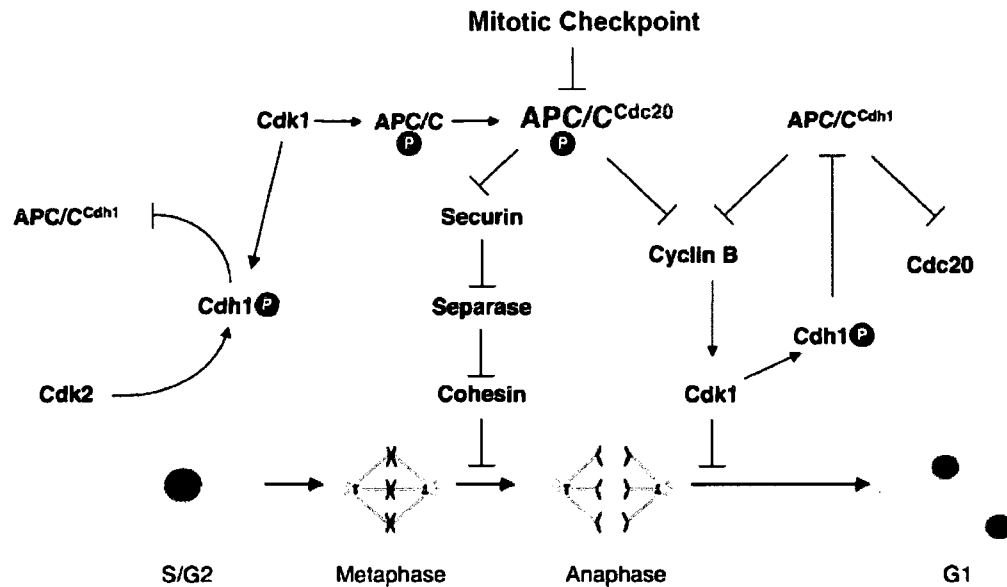 Mitotic Checkpoint
Cdk1
APC/C
P
APC/C^Cdc20
P
APC/C^Cdh1
APC/C^Cdh1
Securin
Cyclin B
Cdc20
Cdh1 P
Separase
Cdh1 P
Cdk2
Cohesin
Cdk1
S/G2
Metaphase
Anaphase
G1